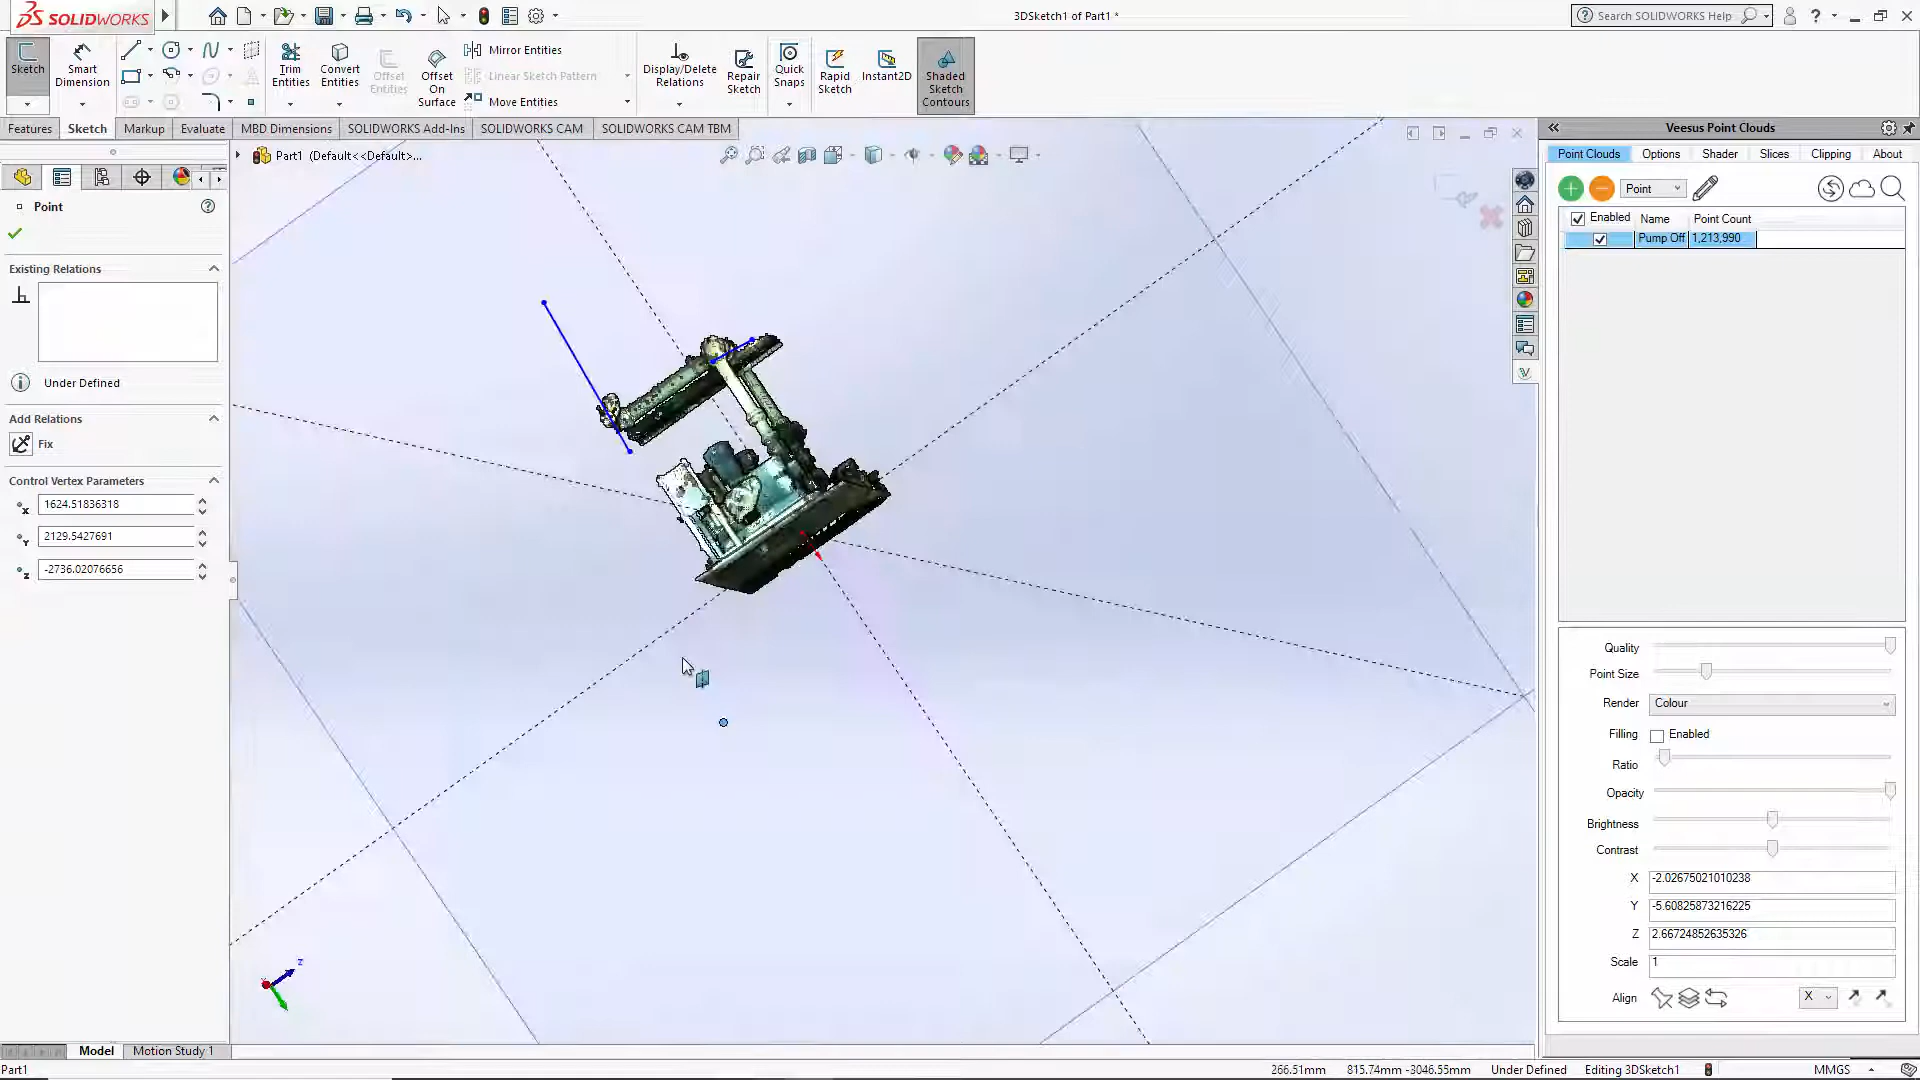 SOLIDWORKS
3DSketch1 of Part1 *
Search SOLIDWORKS Help
Sketch
Smart Dimension
Trim Entities
Convert Entities
Offset Entities
Offset On Surface
Mirror Entities
Linear Sketch Pattern
Move Entities
Display/Delete Relations
Repair Sketch
Quick Snaps
Rapid Sketch
Instant2D
Shaded Sketch Contours
Features Sketch Markup Evaluate MBD Dimensions SOLIDWORKS Add-Ins SOLIDWORKS CAM SOLIDWORKS CAM TBM
Part1 (Default<<Default>...
Point
Existing Relations
Under Defined
Add Relations
Fix
Control Vertex Parameters
x 1624.51836318
Y 2129.5427691
z -2736.02076656
z
Veesus Point Clouds
Point Clouds Options Shader Slices Clipping About
Point
Enabled Name Point Count
Pump Off 1,213,990
Quality
Point Size
Render Colour
Filling Enabled
Ratio
Opacity
Brightness
Contrast
X -2.02675021010238
Y -5.60825873216225
Z 2.66724852635326
Scale 1
Align X
Model Motion Study 1
Part1 266.51mm 815.74mm -3046.55mm Under Defined Editing 3DSketch1 MMGS